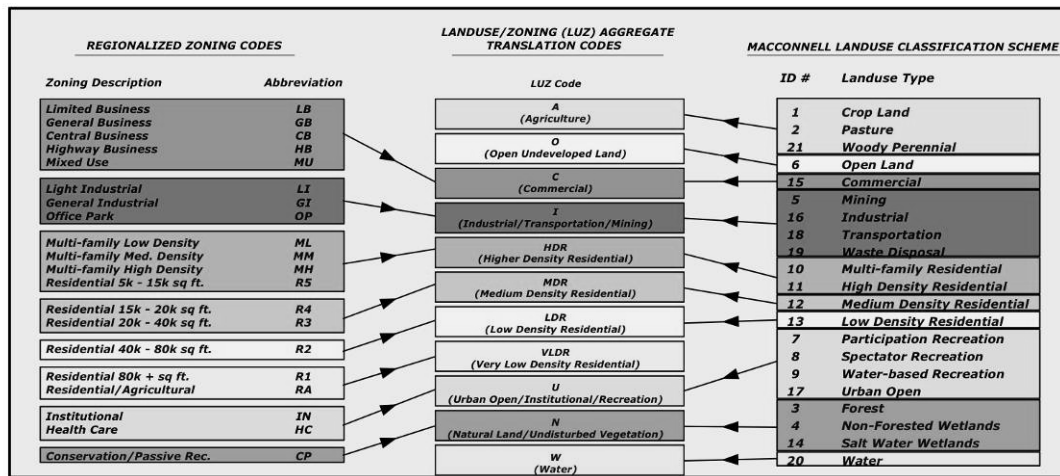 REGIONALIZED ZONING CODES
Zoning Description Abbreviation
Limited Business LB
General Business GB
Central Business CB
Highway Business HB
Mixed Use MU
Light Industrial LI
General Industrial GI
Office Park OP
Multi-family Low Density ML
Multi-family Med. Density MM
Multi-family High Density MH
Residential 5k - 15k sq ft. R5
Residential 15k - 20k sq ft. R4
Residential 20k - 40k sq ft. R3
Residential 40k - 80k sq ft. R2
Residential 80k + sq ft. R1
Residential/Agricultural RA
Institutional IN
Health Care HC
Conservation/Passive Rec. CP
LANDUSE/ZONING (LUZ) AGGREGATE
TRANSLATION CODES
LUZ Code
A
(Agriculture)
O
(Open Undeveloped Land)
C
(Commercial)
I
(Industrial/Transportation/Mining)
HDR
(Higher Density Residential)
MDR
(Medium Density Residential)
LDR
(Low Density Residential)
VLDR
(Very Low Density Residential)
U
(Urban Open/Institutional/Recreation)
N
(Natural Land/Undisturbed Vegetation)
W
(Water)
MACCONNELL LANDUSE CLASSIFICATION SCHEME
ID # Landuse Type
1 Crop Land
2 Pasture
21 Woody Perennial
6 Open Land
15 Commercial
5 Mining
16 Industrial
18 Transportation
19 Waste Disposal
10 Multi-family Residential
11 High Density Residential
12 Medium Density Residential
13 Low Density Residential
7 Participation Recreation
8 Spectator Recreation
9 Water-based Recreation
17 Urban Open
3 Forest
4 Non-Forested Wetlands
14 Salt Water Wetlands
20 Water